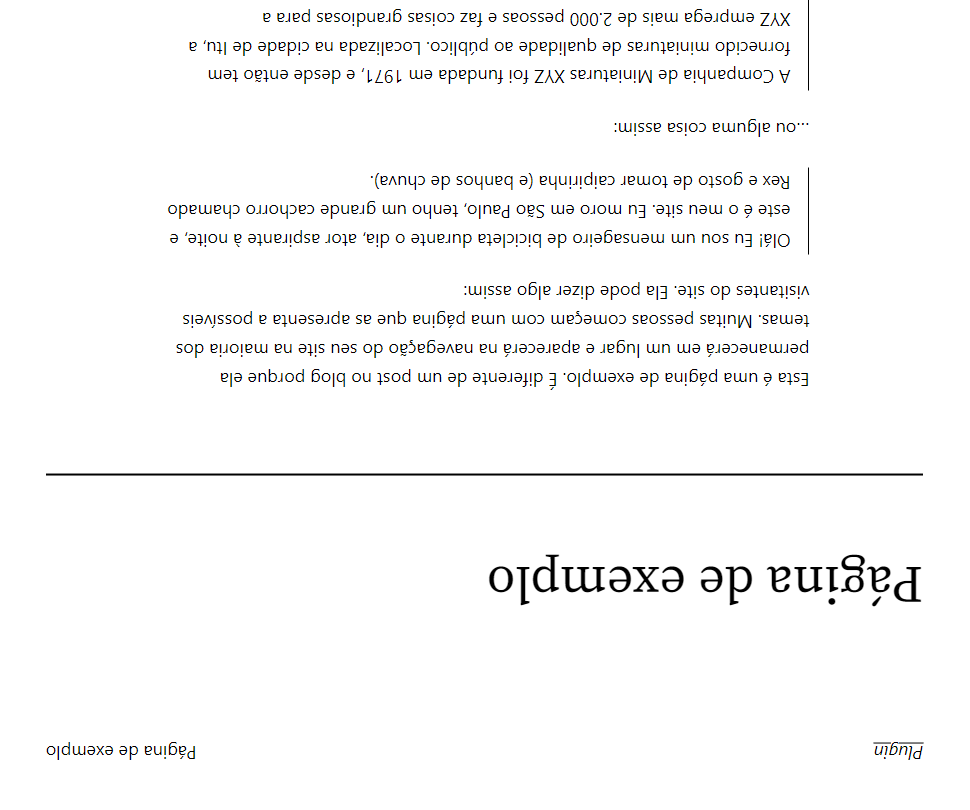 Plugin
Página de exemplo
Página de exemplo
Esta é uma página de exemplo. É diferente de um post no blog porque ela
permanecerá em um lugar e aparecerá na navegação do seu site na maioria dos
temas. Muitas pessoas começam com uma página que as apresenta a possíveis
visitantes do site. Ela pode dizer algo assim:
Olá! Eu sou um mensageiro de bicicleta durante o dia, ator aspirante à noite, e
este é o meu site. Eu moro em São Paulo, tenho um grande cachorro chamado
Rex e gosto de tomar caipirinha (e banhos de chuva).
...ou alguma coisa assim:
A Companhia de Miniaturas XYZ foi fundada em 1971, e desde então tem
fornecido miniaturas de qualidade ao público. Localizada na cidade de Itu, a
XYZ emprega mais de 2.000 pessoas e faz coisas grandiosas para a